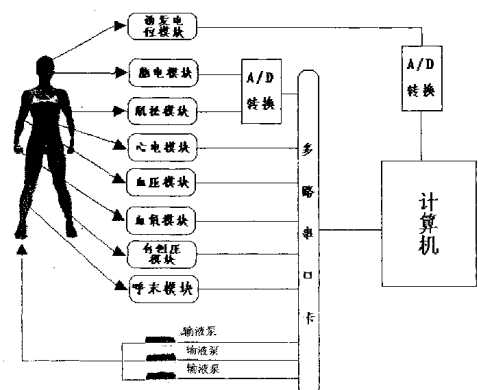 诱发电
位模块
A/D
转换
脑电模块
A/D
转换
肌松模块
心电模块
血压模块
血氧模块
有创压
模块
呼末模块
多路串口卡
计算机
输液泵
输液泵
输液泵